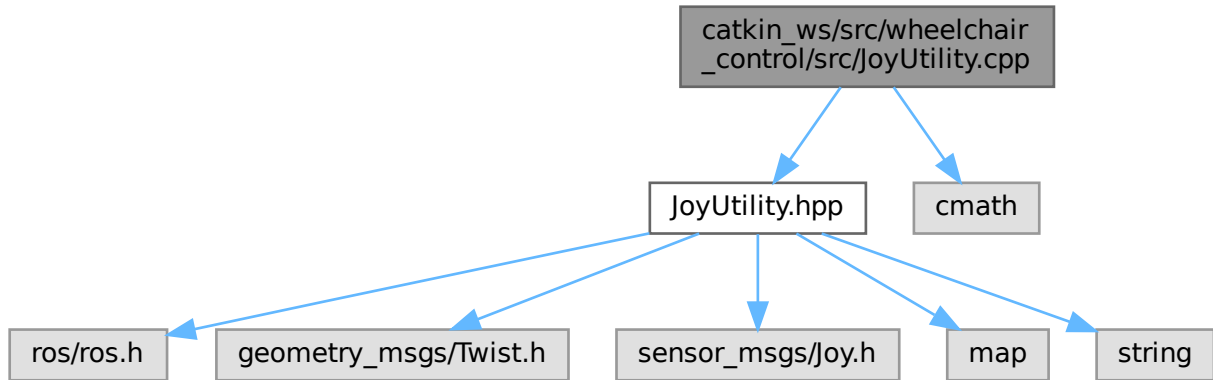 catkin_ws/src/wheelchair
_control/src/JoyUtility.cpp
JoyUtility.hpp
cmath
ros/ros.h
geometry_msgs/Twist.h
sensor_msgs/Joy.h
map
string